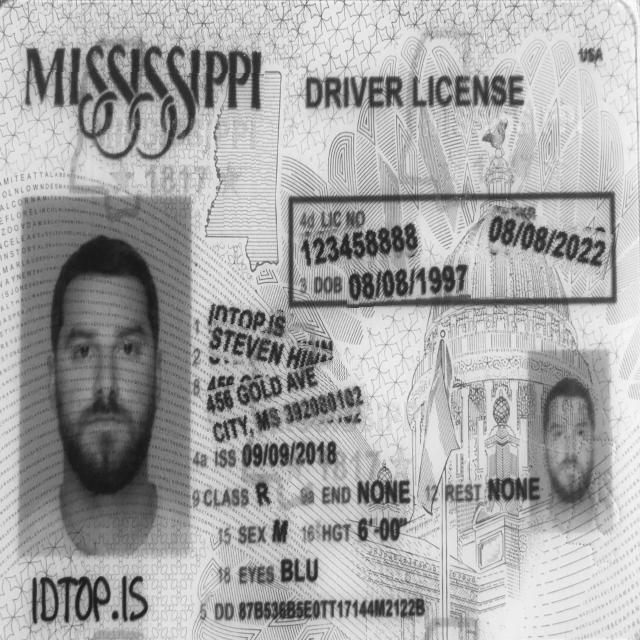 MISSISSIPPI
DRIVER LICENSE
USA
1817
4d LIC NO
123458888
08/08/2022
3 DOB 08/08/1997
1 IDTOP.IS
2 STEVEN
8
456 GOLD AVE
CITY, MS 392080102
4a ISS 09/09/2018
9 CLASS R 9a END NONE 12 REST NONE
15 SEX M 16 HGT 6'-00"
18 EYES BLU
IDTOP.IS
5 DD 87B536B5E0TT17144M2122B